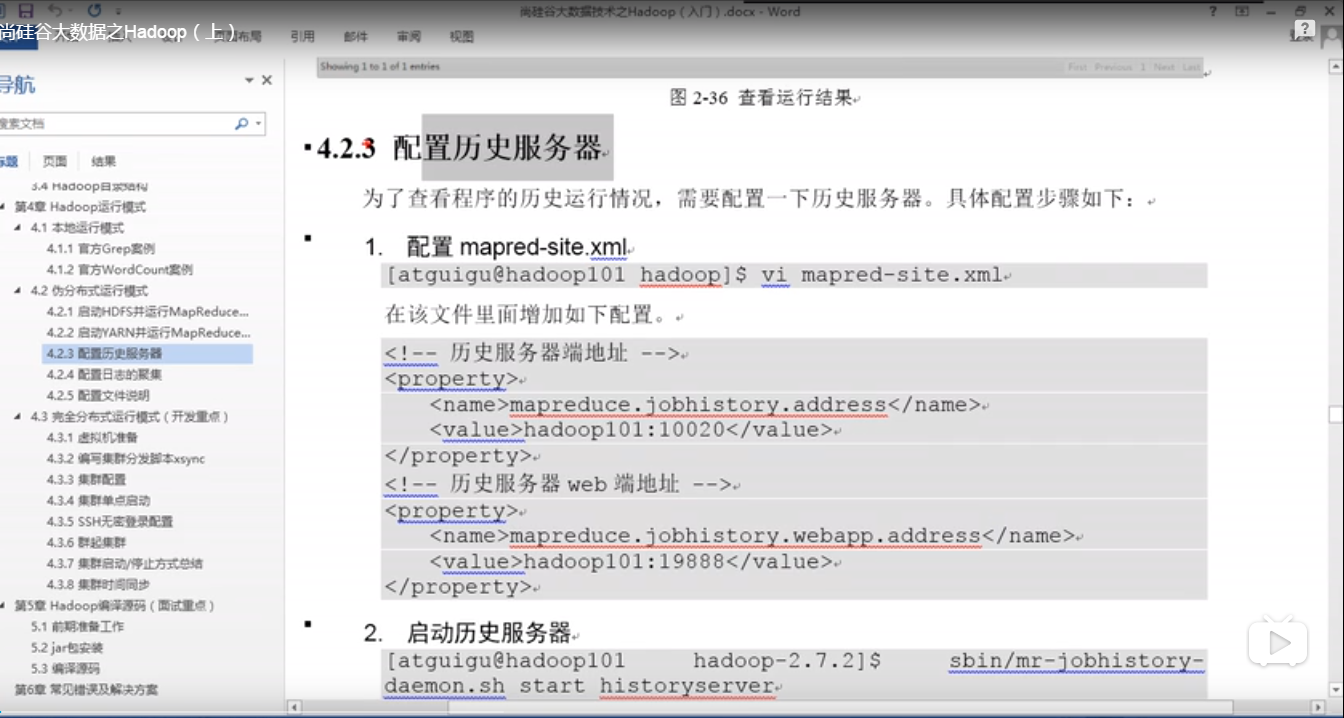 尚硅谷大数据技术之Hadoop（入门）.docx - Word
尚硅谷大数据之Hadoop（上）
布局 引用 邮件 审阅 视图
导航
搜索文档
标题 页面 结果
3.4 Hadoop目录结构
第4章 Hadoop运行模式
4.1 本地运行模式
4.1.1 官方Grep案例
4.1.2 官方WordCount案例
4.2 伪分布式运行模式
4.2.1 启动HDFS并运行MapReduce...
4.2.2 启动YARN并运行MapReduce...
4.2.3 配置历史服务器
4.2.4 配置日志的聚集
4.2.5 配置文件说明
4.3 完全分布式运行模式（开发重点）
4.3.1 虚拟机准备
4.3.2 编写集群分发脚本xsync
4.3.3 集群配置
4.3.4 集群单点启动
4.3.5 SSH无密登录配置
4.3.6 群起集群
4.3.7 集群启动/停止方式总结
4.3.8 集群时间同步
第5章 Hadoop编译源码（面试重点）
5.1 前期准备工作
5.2 jar包安装
5.3 编译源码
第6章 常见错误及解决方案
Showing 1 to 1 of 1 entries First Previous 1 Next Last
图 2-36 查看运行结果
4.2.3 配置历史服务器
为了查看程序的历史运行情况，需要配置一下历史服务器。具体配置步骤如下：
1. 配置 mapred-site.xml
[atguigu@hadoop101 hadoop]$ vi mapred-site.xml
在该文件里面增加如下配置。
<!-- 历史服务器端地址 -->
<property>
<name>mapreduce.jobhistory.address</name>
<value>hadoop101:10020</value>
</property>
<!-- 历史服务器 web 端地址 -->
<property>
<name>mapreduce.jobhistory.webapp.address</name>
<value>hadoop101:19888</value>
</property>
2. 启动历史服务器
[atguigu@hadoop101 hadoop-2.7.2]$ sbin/mr-jobhistory-
daemon.sh start historyserver